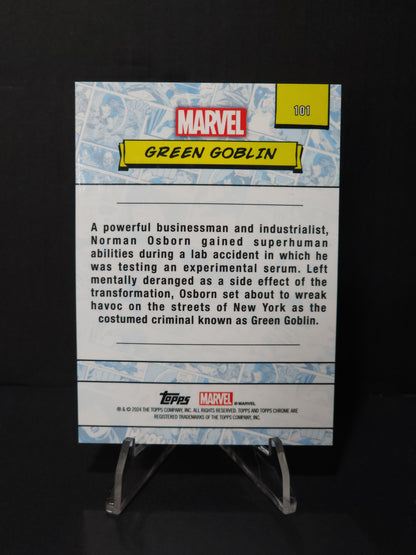 101
MARVEL
GREEN GOBLIN
A powerful businessman and industrialist,
Norman Osborn gained superhuman
abilities during a lab accident in which he
was testing an experimental serum. Left
mentally deranged as a side effect of the
transformation, Osborn set about to wreak
havoc on the streets of New York as the
costumed criminal known as Green Goblin.
Topps MARVEL ©MARVEL
® & © 2024 THE TOPPS COMPANY, INC. ALL RIGHTS RESERVED. TOPPS AND TOPPS CHROME ARE
REGISTERED TRADEMARKS OF THE TOPPS COMPANY, INC.